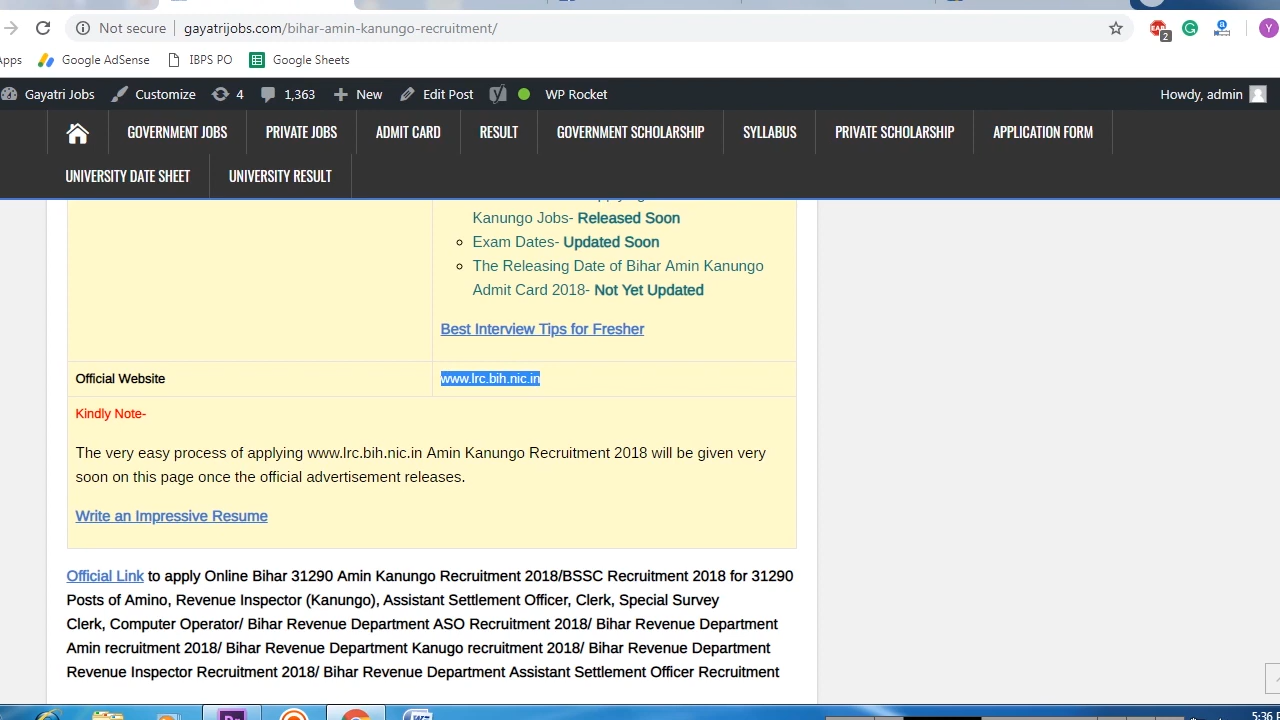 Not secure | gayatrijobs.com/bihar-amin-kanungo-recruitment/
2
Y
Apps Google AdSense IBPS PO Google Sheets
Gayatri Jobs Customize 4 1,363 New Edit Post WP Rocket Howdy, admin
GOVERNMENT JOBS PRIVATE JOBS ADMIT CARD RESULT GOVERNMENT SCHOLARSHIP SYLLABUS PRIVATE SCHOLARSHIP APPLICATION FORM
UNIVERSITY DATE SHEET UNIVERSITY RESULT
Kanungo Jobs- Released Soon
Exam Dates- Updated Soon
The Releasing Date of Bihar Amin Kanungo
Admit Card 2018- Not Yet Updated
Best Interview Tips for Fresher
Official Website www.lrc.bih.nic.in
Kindly Note-
The very easy process of applying www.lrc.bih.nic.in Amin Kanungo Recruitment 2018 will be given very
soon on this page once the official advertisement releases.
Write an Impressive Resume
Official Link to apply Online Bihar 31290 Amin Kanungo Recruitment 2018/BSSC Recruitment 2018 for 31290
Posts of Amino, Revenue Inspector (Kanungo), Assistant Settlement Officer, Clerk, Special Survey
Clerk, Computer Operator/ Bihar Revenue Department ASO Recruitment 2018/ Bihar Revenue Department
Amin recruitment 2018/ Bihar Revenue Department Kanugo recruitment 2018/ Bihar Revenue Department
Revenue Inspector Recruitment 2018/ Bihar Revenue Department Assistant Settlement Officer Recruitment
5:36